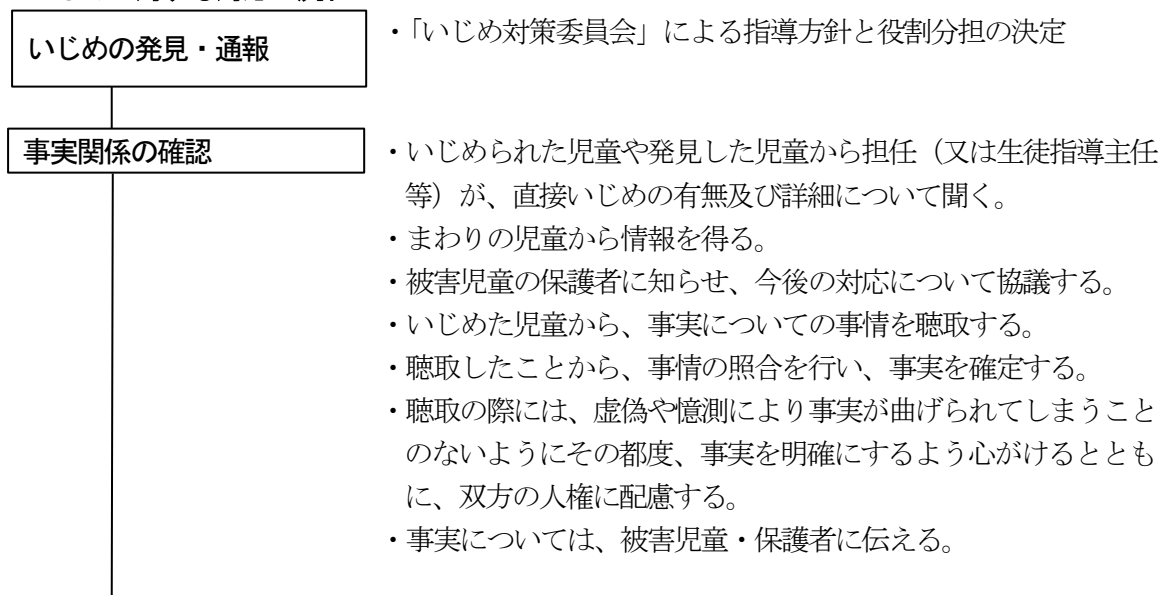 いじめの発見・通報
・「いじめ対策委員会」による指導方針と役割分担の決定
事実関係の確認
・いじめられた児童や発見した児童から担任（又は生徒指導主任
等）が、直接いじめの有無及び詳細について聞く。
・まわりの児童から情報を得る。
・被害児童の保護者に知らせ、今後の対応について協議する。
・いじめた児童から、事実についての事情を聴取する。
・聴取したことから、事情の照合を行い、事実を確定する。
・聴取の際には、虚偽や憶測により事実が曲げられてしまうこと
のないようにその都度、事実を明確にするよう心がけるととも
に、双方の人権に配慮する。
・事実については、被害児童・保護者に伝える。